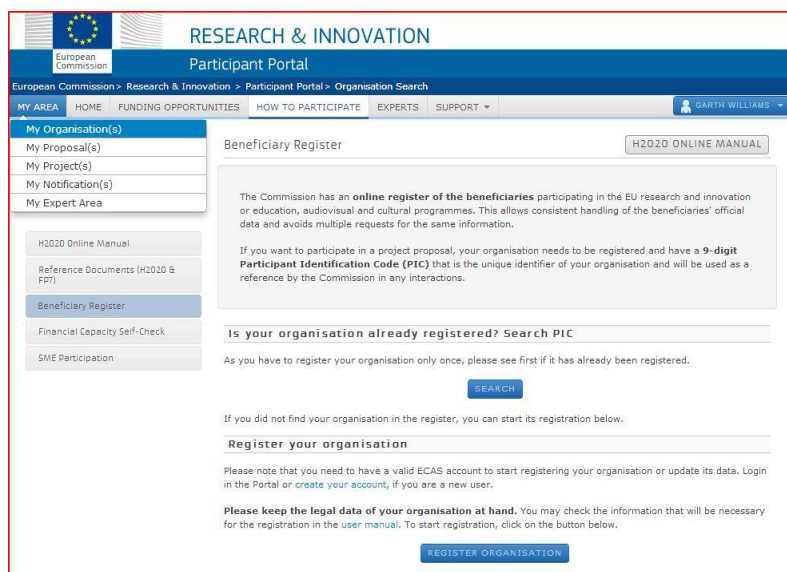 RESEARCH & INNOVATION
European
Commission
Participant Portal
European Commission > Research & Innovation > Participant Portal > Organisation Search
MY AREA HOME FUNDING OPPORTUNITIES HOW TO PARTICIPATE EXPERTS SUPPORT GARTH WILLIAMS
My Organisation(s)
My Proposal(s)
My Project(s)
My Notification(s)
My Expert Area
H2020 Online Manual
Reference Documents (H2020 &
FP7)
Beneficiary Register
Financial Capacity Self-Check
SME Participation
Beneficiary Register
H2020 ONLINE MANUAL
The Commission has an online register of the beneficiaries participating in the EU research and innovation
or education, audiovisual and cultural programmes. This allows consistent handling of the beneficiaries' official
data and avoids multiple requests for the same information.
If you want to participate in a project proposal, your organisation needs to be registered and have a 9-digit
Participant Identification Code (PIC) that is the unique identifier of your organisation and will be used as a
reference by the Commission in any interactions.
Is your organisation already registered? Search PIC
As you have to register your organisation only once, please see first if it has already been registered.
SEARCH
If you did not find your organisation in the register, you can start its registration below.
Register your organisation
Please note that you need to have a valid ECAS account to start registering your organisation or update its data. Login
in the Portal or create your account, if you are a new user.
Please keep the legal data of your organisation at hand. You may check the information that will be necessary
for the registration in the user manual. To start registration, click on the button below.
REGISTER ORGANISATION